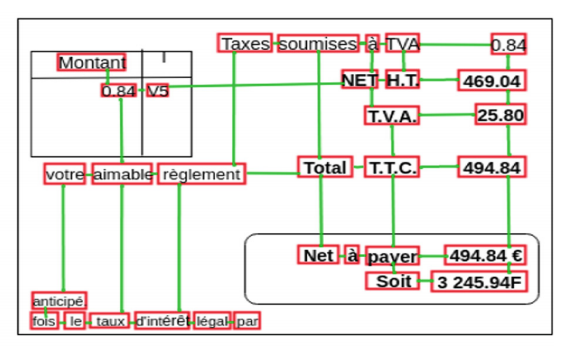 Taxes soumises à TVA 0.84
Montant
NET H.T. 469.04
0.84 V5
T.V.A. 25.80
votre aimable règlement
Total T.T.C. 494.84
Net à payer 494.84 €
Soit 3 245.94F
anticipé.
fois le taux d'intérêt légal par